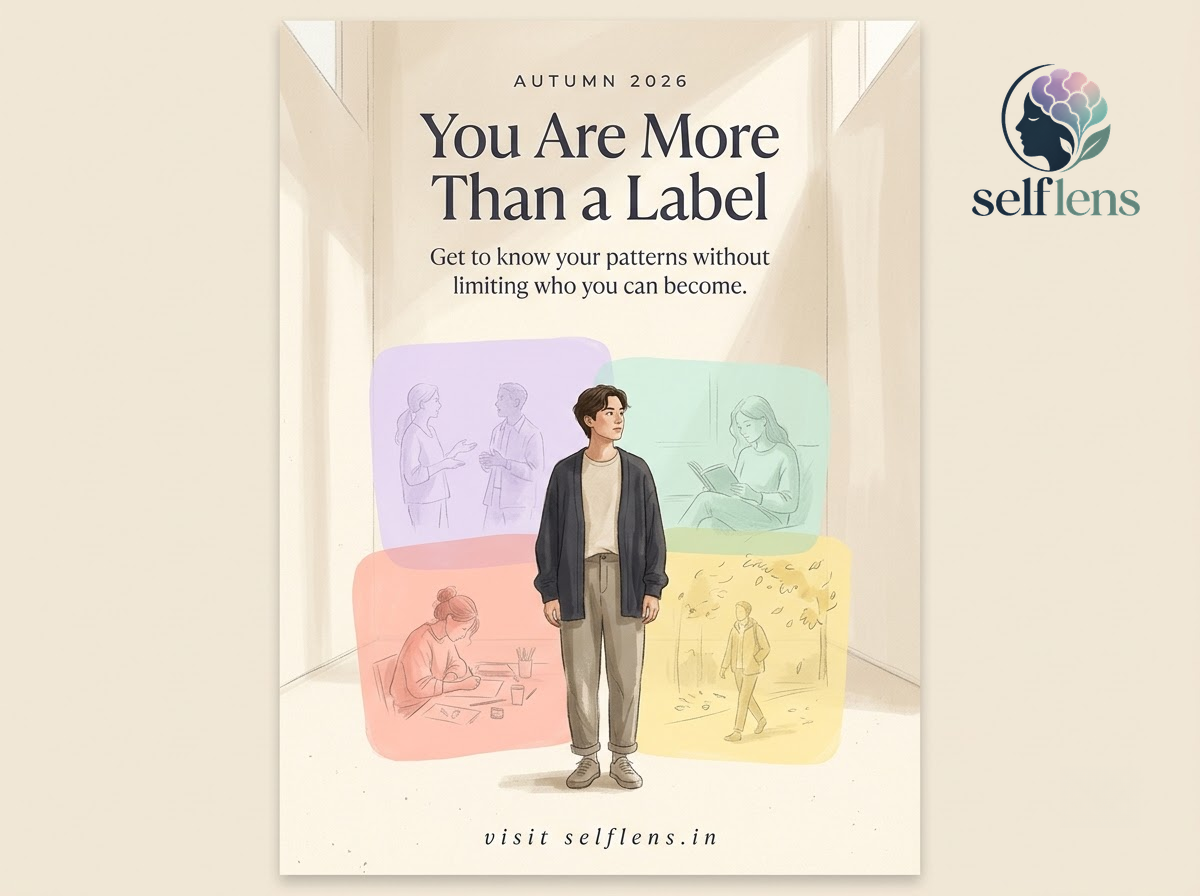 AUTUMN 2026
You Are More
Than a Label
Get to know your patterns without
limiting who you can become.
visit selflens.in
selflens